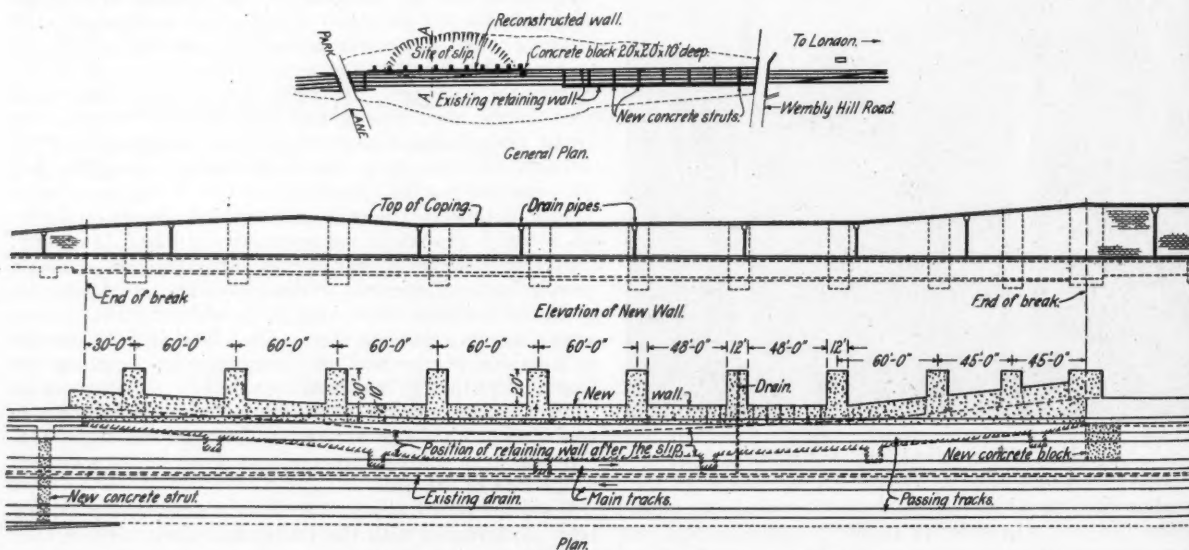 Reconstructed wall.
A
Site of slip.
Concrete block 20'x20'x10' deep.
To London.
PARK LANE
A
Existing retaining wall
New concrete struts.
Wembly Hill Road.
General Plan.
Top of Coping.
Drain pipes.
End of break
End of break.
Elevation of New Wall.
30'-0" 60'-0" 60'-0" 60'-0" 60'-0" 60'-0" 48'-0" 12' 48'-0" 12' 60'-0" 45'-0" 45'-0"
30'
10'
20'
New wall.
Drain.
Position of retaining wall after the slip.
New concrete block.
New concrete strut.
Existing drain.
Main tracks.
Passing tracks.
Plan.